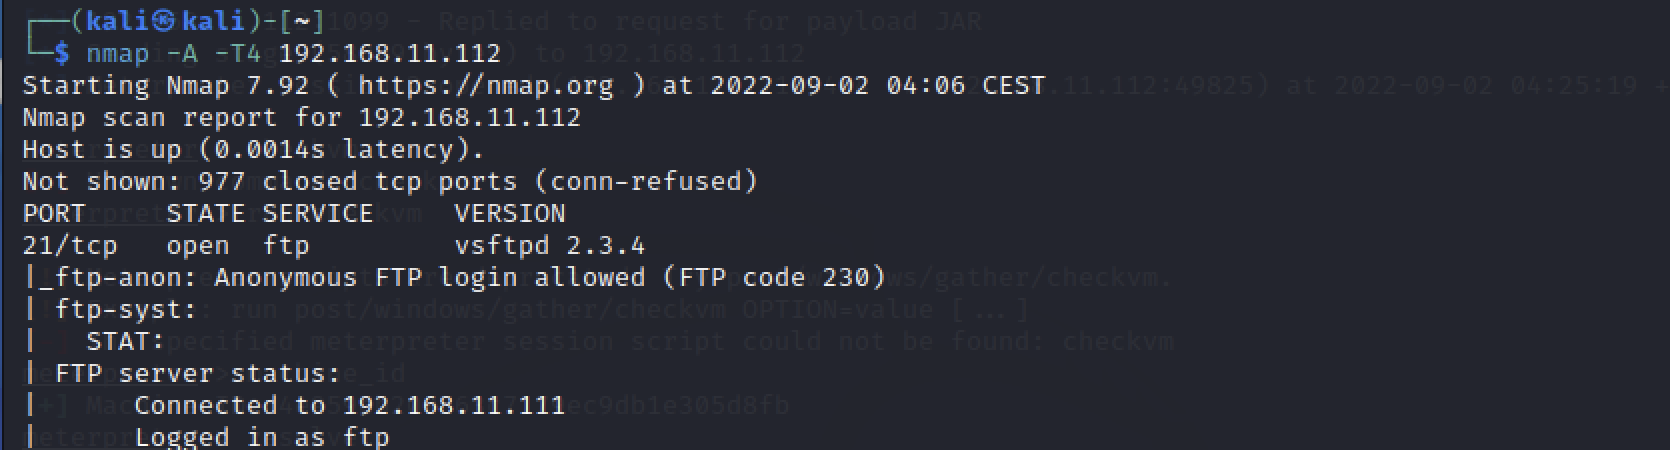 ┌──(kali㉿kali)-[~]
└─$ nmap -A -T4 192.168.11.112
Starting Nmap 7.92 ( https://nmap.org ) at 2022-09-02 04:06 CEST
Nmap scan report for 192.168.11.112
Host is up (0.0014s latency).
Not shown: 977 closed tcp ports (conn-refused)
PORT     STATE SERVICE     VERSION
21/tcp   open  ftp         vsftpd 2.3.4
|_ftp-anon: Anonymous FTP login allowed (FTP code 230)
| ftp-syst:
|   STAT:
| FTP server status:
|      Connected to 192.168.11.111
|      Logged in as ftp